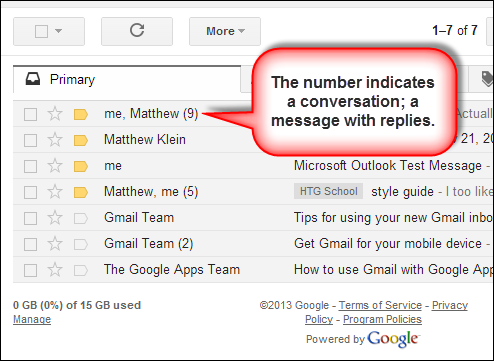 More 1–7 of 7
Primary
The number indicates
a conversation; a
message with replies.
me, Matthew (9) Actually
Matthew Klein 21, 20
me Microsoft Outlook Test Message -
Matthew, me (5) HTG School style guide - I too like
Gmail Team Tips for using your new Gmail inbo
Gmail Team (2) Get Gmail for your mobile device -
The Google Apps Team How to use Gmail with Google App
0 GB (0%) of 15 GB used
Manage
©2013 Google - Terms of Service - Privacy
Policy - Program Policies
Powered by Google